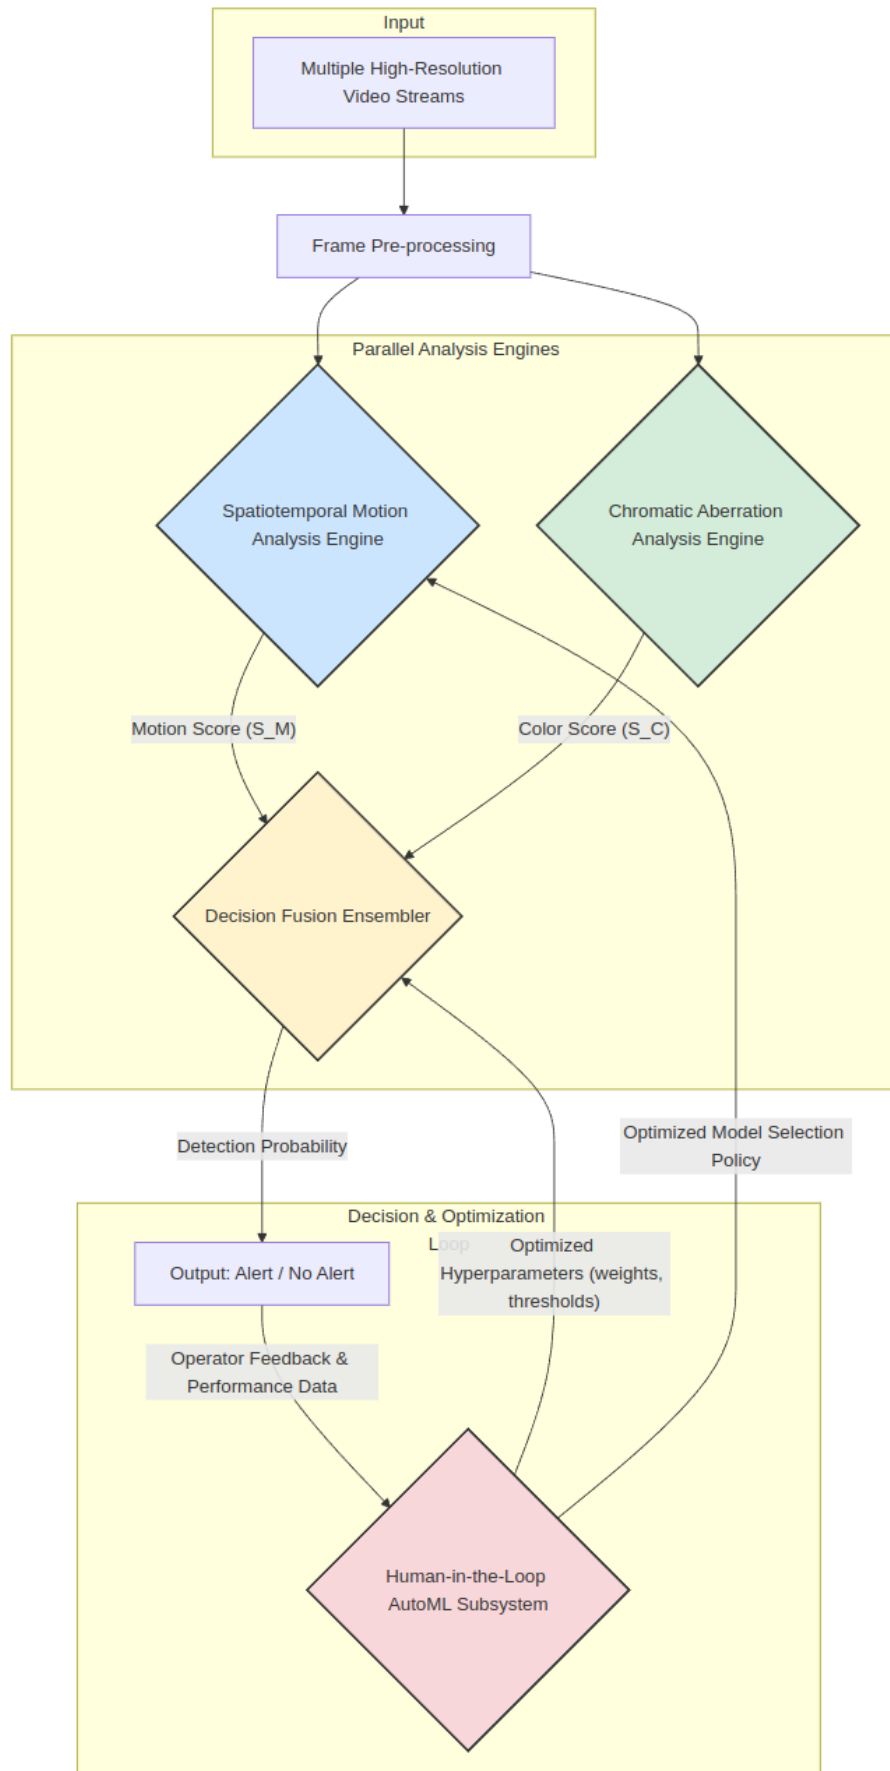 Input
Multiple High-Resolution
Video Streams
Frame Pre-processing
Parallel Analysis Engines
Spatiotemporal Motion
Analysis Engine
Chromatic Aberration
Analysis Engine
Motion Score (S_M)
Color Score (S_C)
Decision Fusion Ensembler
Detection Probability
Optimized Model Selection
Policy
Decision & Optimization
Loop
Output: Alert / No Alert
Optimized
Hyperparameters (weights,
thresholds)
Operator Feedback &
Performance Data
Human-in-the-Loop
AutoML Subsystem